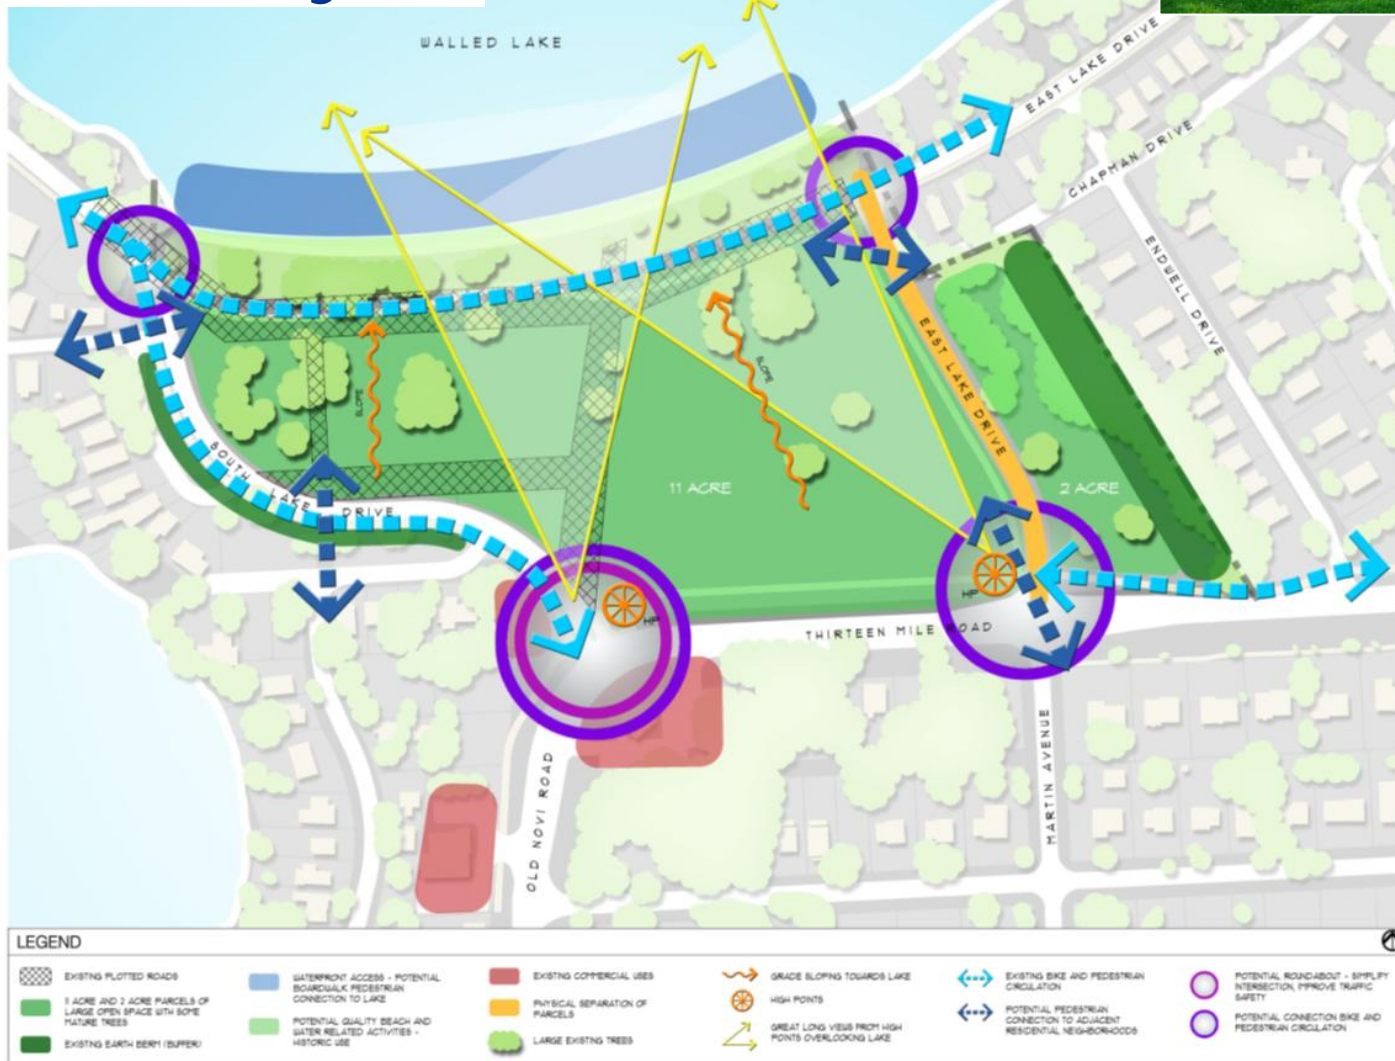 WALLED LAKE
EAST LAKE DRIVE
CHAPMAN DRIVE
ENDWELL DRIVE
SLOPE
SLOPE
EAST LAKE DRIVE
SOUTH LAKE DRIVE
11 ACRE
2 ACRE
HP
HP
THIRTEEN MILE ROAD
OLD NOVI ROAD
MARTIN AVENUE
LEGEND
EXISTING PLOTTED ROADS
11 ACRE AND 2 ACRE PARCELS OF
LARGE OPEN SPACE WITH SOME
MATURE TREES
EXISTING EARTH BERM (BUFFER)
WATERFRONT ACCESS - POTENTIAL
BOARDWALK PEDESTRIAN
CONNECTION TO LAKE
POTENTIAL QUALITY BEACH AND
WATER RELATED ACTIVITIES -
HISTORIC USE
EXISTING COMMERCIAL USES
PHYSICAL SEPARATION OF
PARCELS
LARGE EXISTING TREES
GRADE SLOPING TOWARDS LAKE
HIGH POINTS
GREAT LONG VIEWS FROM HIGH
POINTS OVERLOOKING LAKE
EXISTING BIKE AND PEDESTRIAN
CIRCULATION
POTENTIAL PEDESTRIAN
CONNECTION TO ADJACENT
RESIDENTIAL NEIGHBORHOODS
POTENTIAL ROUNDABOUT - SIMPLIFY
INTERSECTION, IMPROVE TRAFFIC
SAFETY
POTENTIAL CONNECTION BIKE AND
PEDESTRIAN CIRCULATION